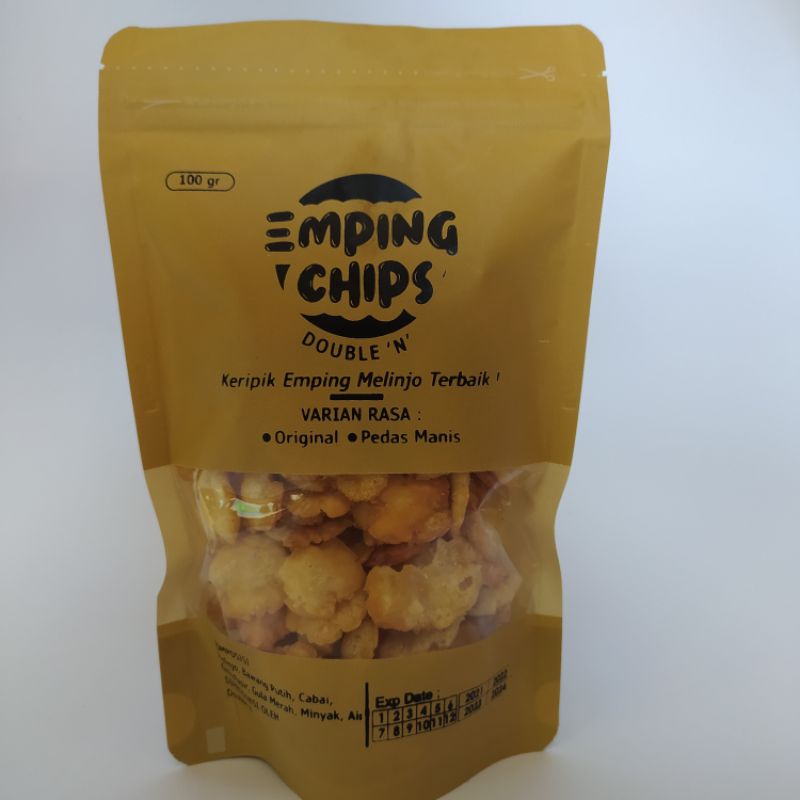 100 gr
EMPING
CHIPS
DOUBLE 'N'
Keripik Emping Melinjo Terbaik !
VARIAN RASA :
• Original • Pedas Manis
Bawang Putih, Cabai,
Gula Merah, Minyak, Air
OLEH
Exp Date :
1 2 3 4 5 6 2021 2022
7 8 9 10 11 12 2023 2024